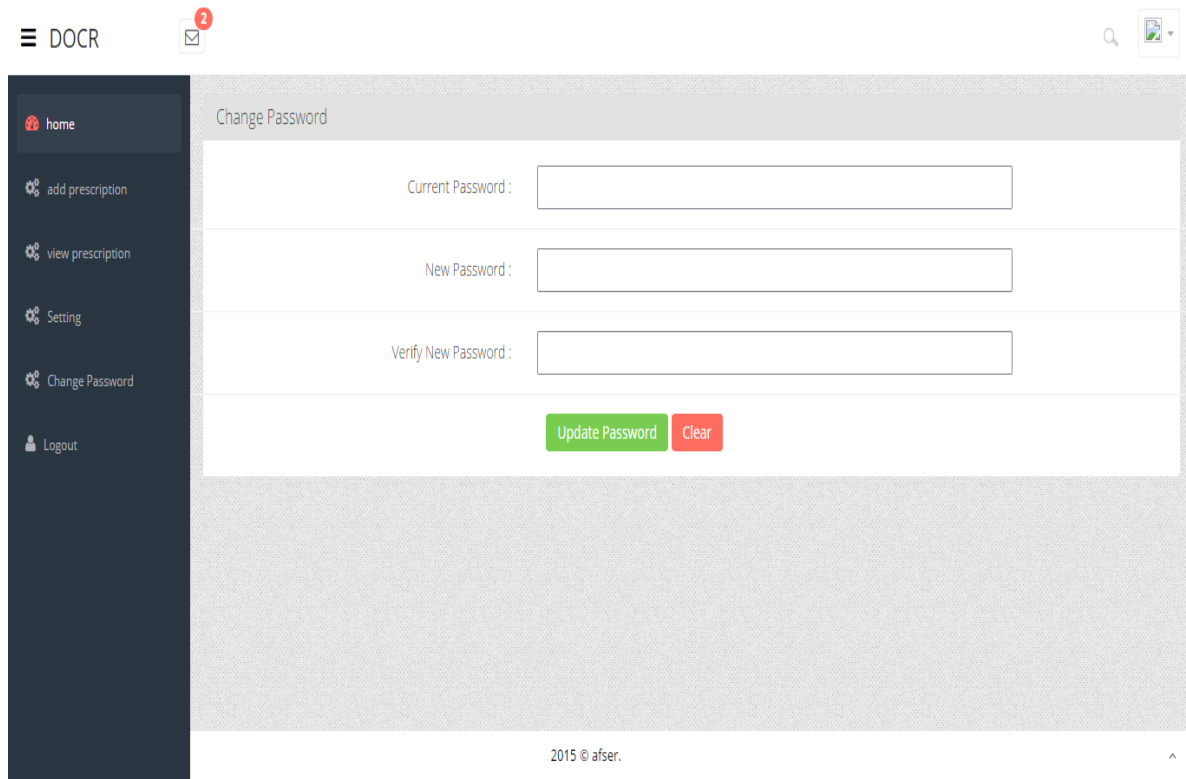 DOCR
2
home
add prescription
view prescription
Setting
Change Password
Logout
Change Password
Current Password :
New Password :
Verify New Password :
Update Password Clear
2015 © afser.